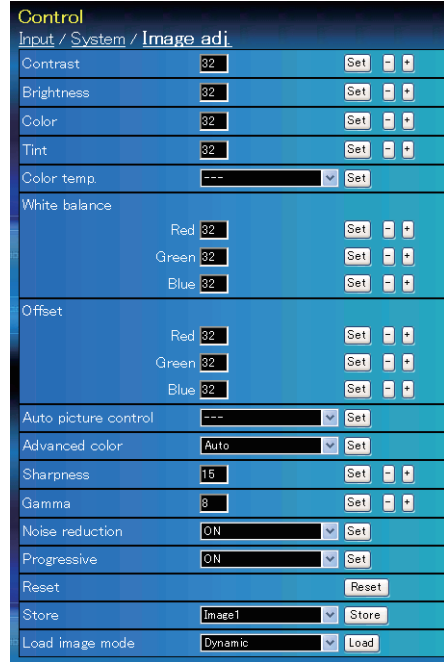 Control
Input / System / Image adj.
Contrast 32 Set - +
Brightness 32 Set - +
Color 32 Set - +
Tint 32 Set - +
Color temp. --- Set
White balance
Red 32 Set - +
Green 32 Set - +
Blue 32 Set - +
Offset
Red 32 Set - +
Green 32 Set - +
Blue 32 Set - +
Auto picture control --- Set
Advanced color Auto Set
Sharpness 15 Set - +
Gamma 8 Set - +
Noise reduction ON Set
Progressive ON Set
Reset Reset
Store Image1 Store
Load image mode Dynamic Load